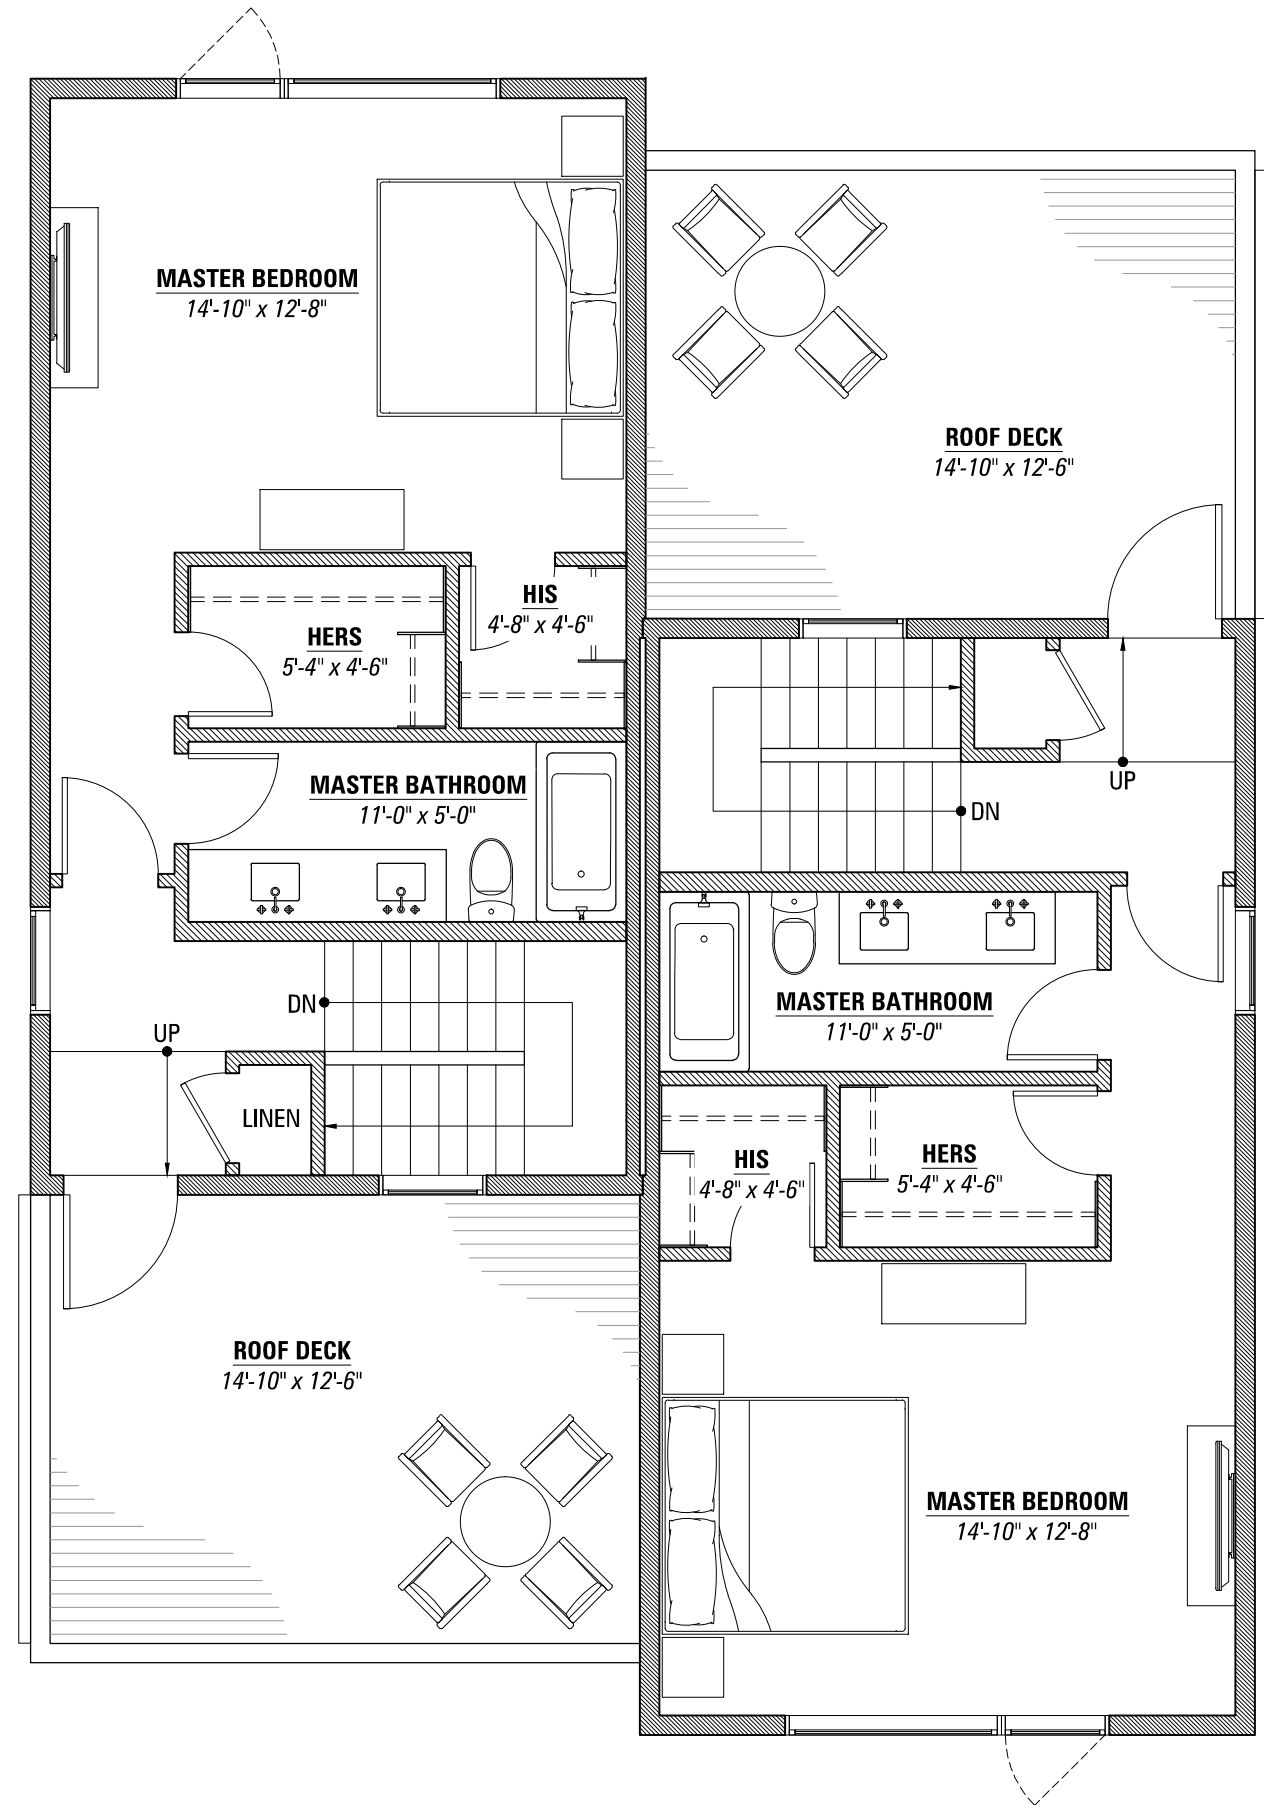 MASTER BEDROOM
14'-10" x 12'-8"
ROOF DECK
14'-10" x 12'-6"
HIS
4'-8" x 4'-6"
HERS
5'-4" x 4'-6"
MASTER BATHROOM
11'-0" x 5'-0"
UP
DN
DN
UP
LINEN
MASTER BATHROOM
11'-0" x 5'-0"
HIS
4'-8" x 4'-6"
HERS
5'-4" x 4'-6"
ROOF DECK
14'-10" x 12'-6"
MASTER BEDROOM
14'-10" x 12'-8"